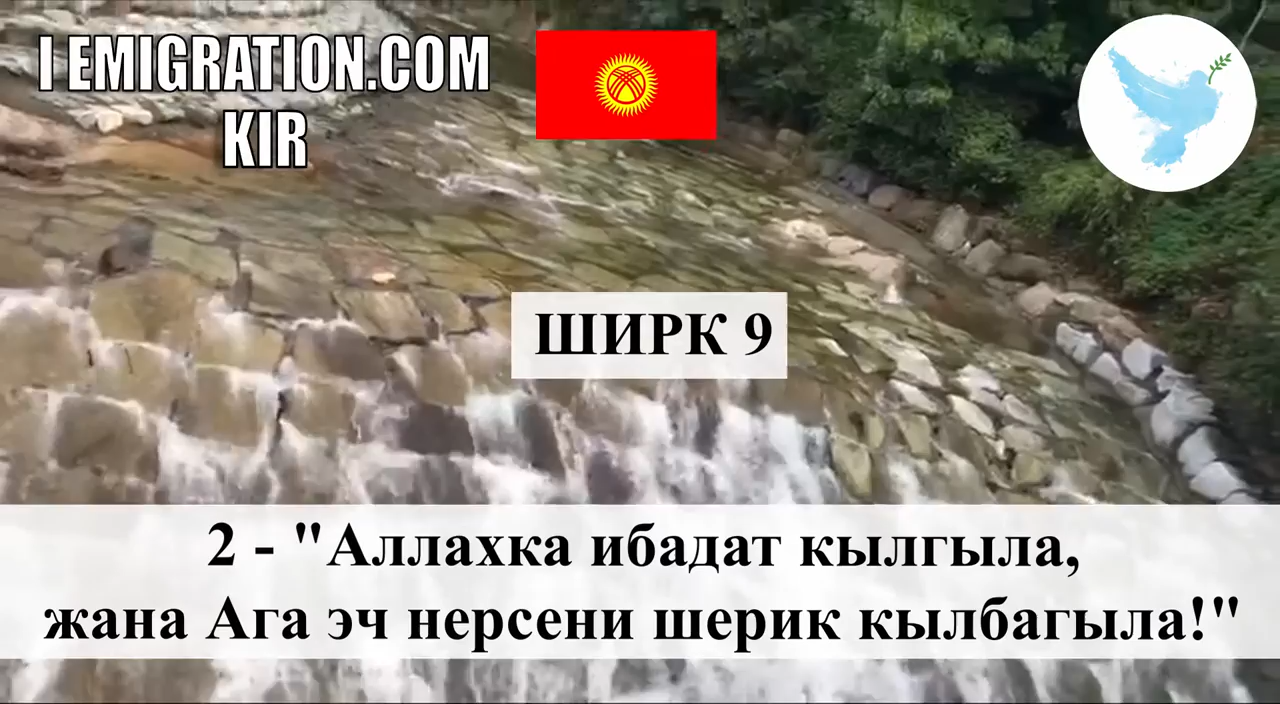 I EMIGRATION.COM
KIR
ШИРК 9
2 - "Аллахка ибадат кылгыла,
жана Ага эч нерсени шерик кылбагыла!"